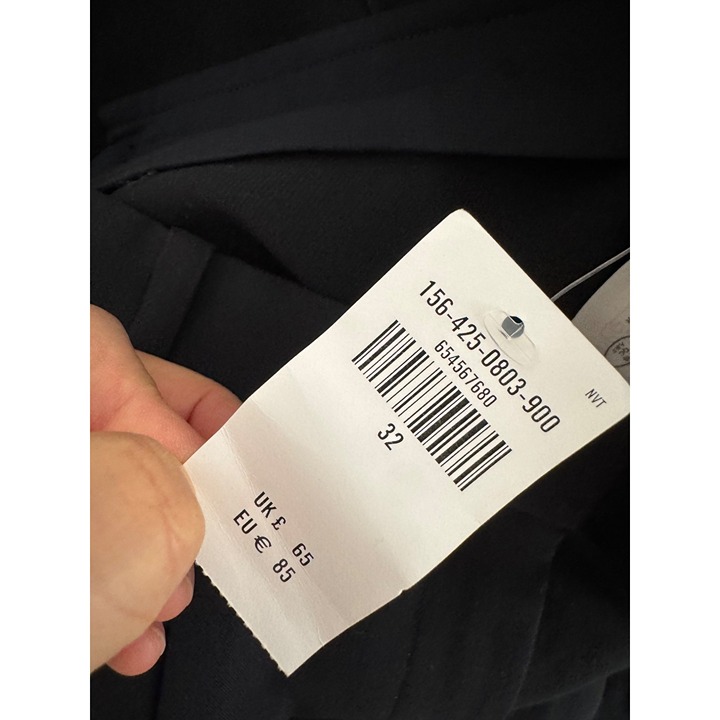 156-425-0803-900
654567680
32
NVT
UK £ 65
EU € 85